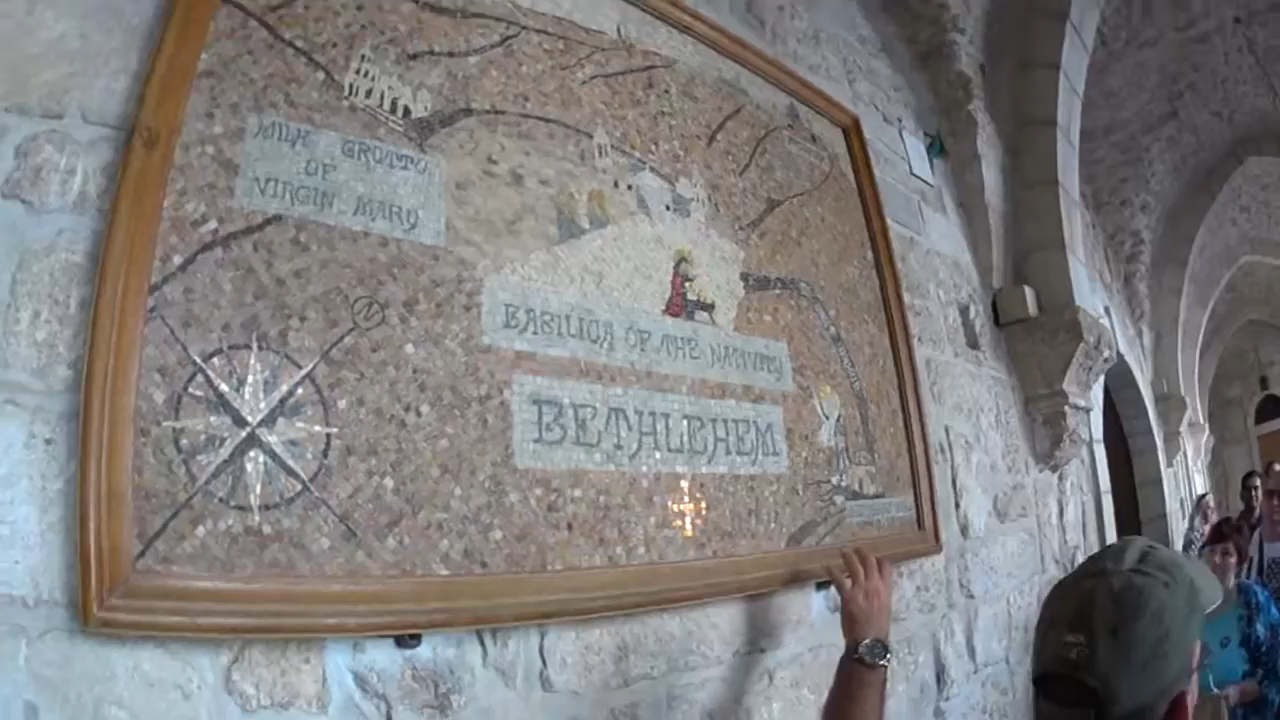 MILK GROTTO
OF
VIRGIN MARY
N
BASILICA OF THE NATIVITY
BETHLEHEM